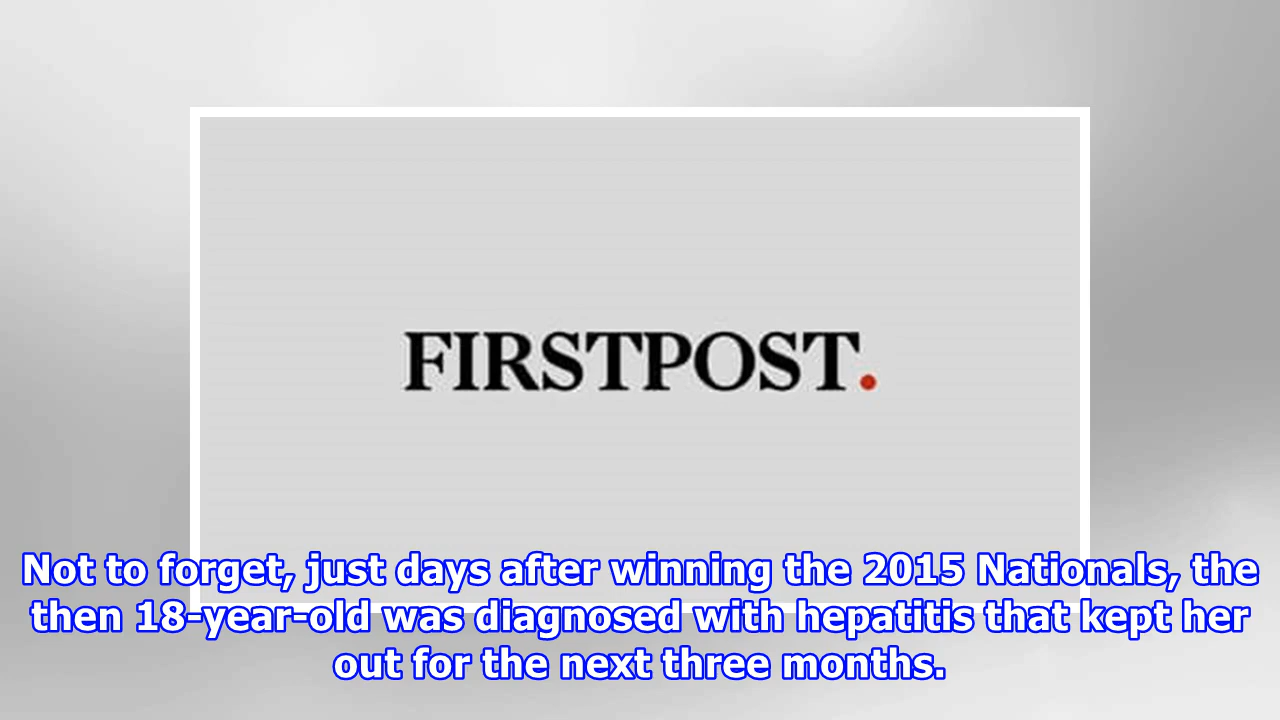 FIRSTPOST.
Not to forget, just days after winning the 2015 Nationals, the
then 18-year-old was diagnosed with hepatitis that kept her
out for the next three months.